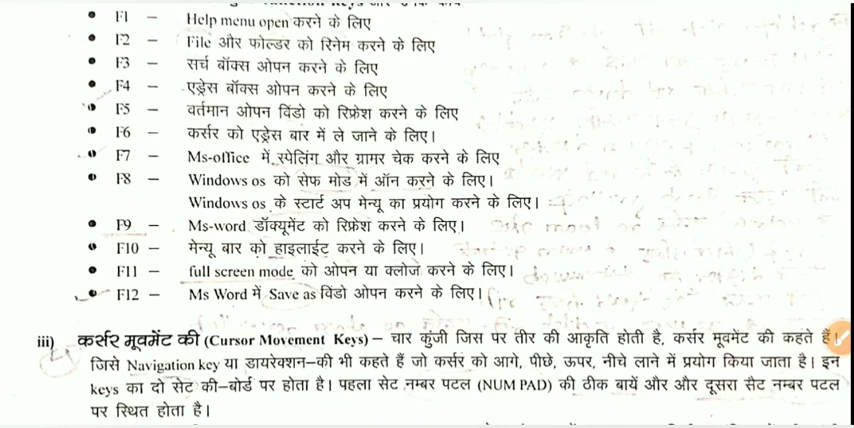 • F1 – Help menu open करने के लिए
• F2 – File और फोल्डर को रिनेम करने के लिए
• F3 – सर्च बॉक्स ओपन करने के लिए
• F4 – एड्रेस बॉक्स ओपन करने के लिए
• F5 – वर्तमान ओपन विंडो को रिफ्रेश करने के लिए
• F6 – कर्सर को एड्रेस बार में ले जाने के लिए।
• F7 – Ms-office में स्पेलिंग और ग्रामर चेक करने के लिए
• F8 – Windows os को सेफ मोड में ऑन करने के लिए।
Windows os के स्टार्ट अप मेन्यू का प्रयोग करने के लिए।
• F9 – Ms-word डॉक्यूमेंट को रिफ्रेश करने के लिए।
• F10 – मेन्यू बार को हाइलाईट करने के लिए।
• F11 – full screen mode को ओपन या क्लोज करने के लिए।
• F12 – Ms Word में Save as विंडो ओपन करने के लिए।
iii) कर्सर मूवमेंट की (Cursor Movement Keys) – चार कुंजी जिस पर तीर की आकृति होती है, कर्सर मूवमेंट की कहते हैं।
जिसे Navigation key या डायरेक्शन–की भी कहते हैं जो कर्सर को आगे, पीछे, ऊपर, नीचे लाने में प्रयोग किया जाता है। इन
keys का दो सेट की–बोर्ड पर होता है। पहला सेट नम्बर पटल (NUM PAD) की ठीक बायें और और दूसरा सैट नम्बर पटल
पर स्थित होता है।